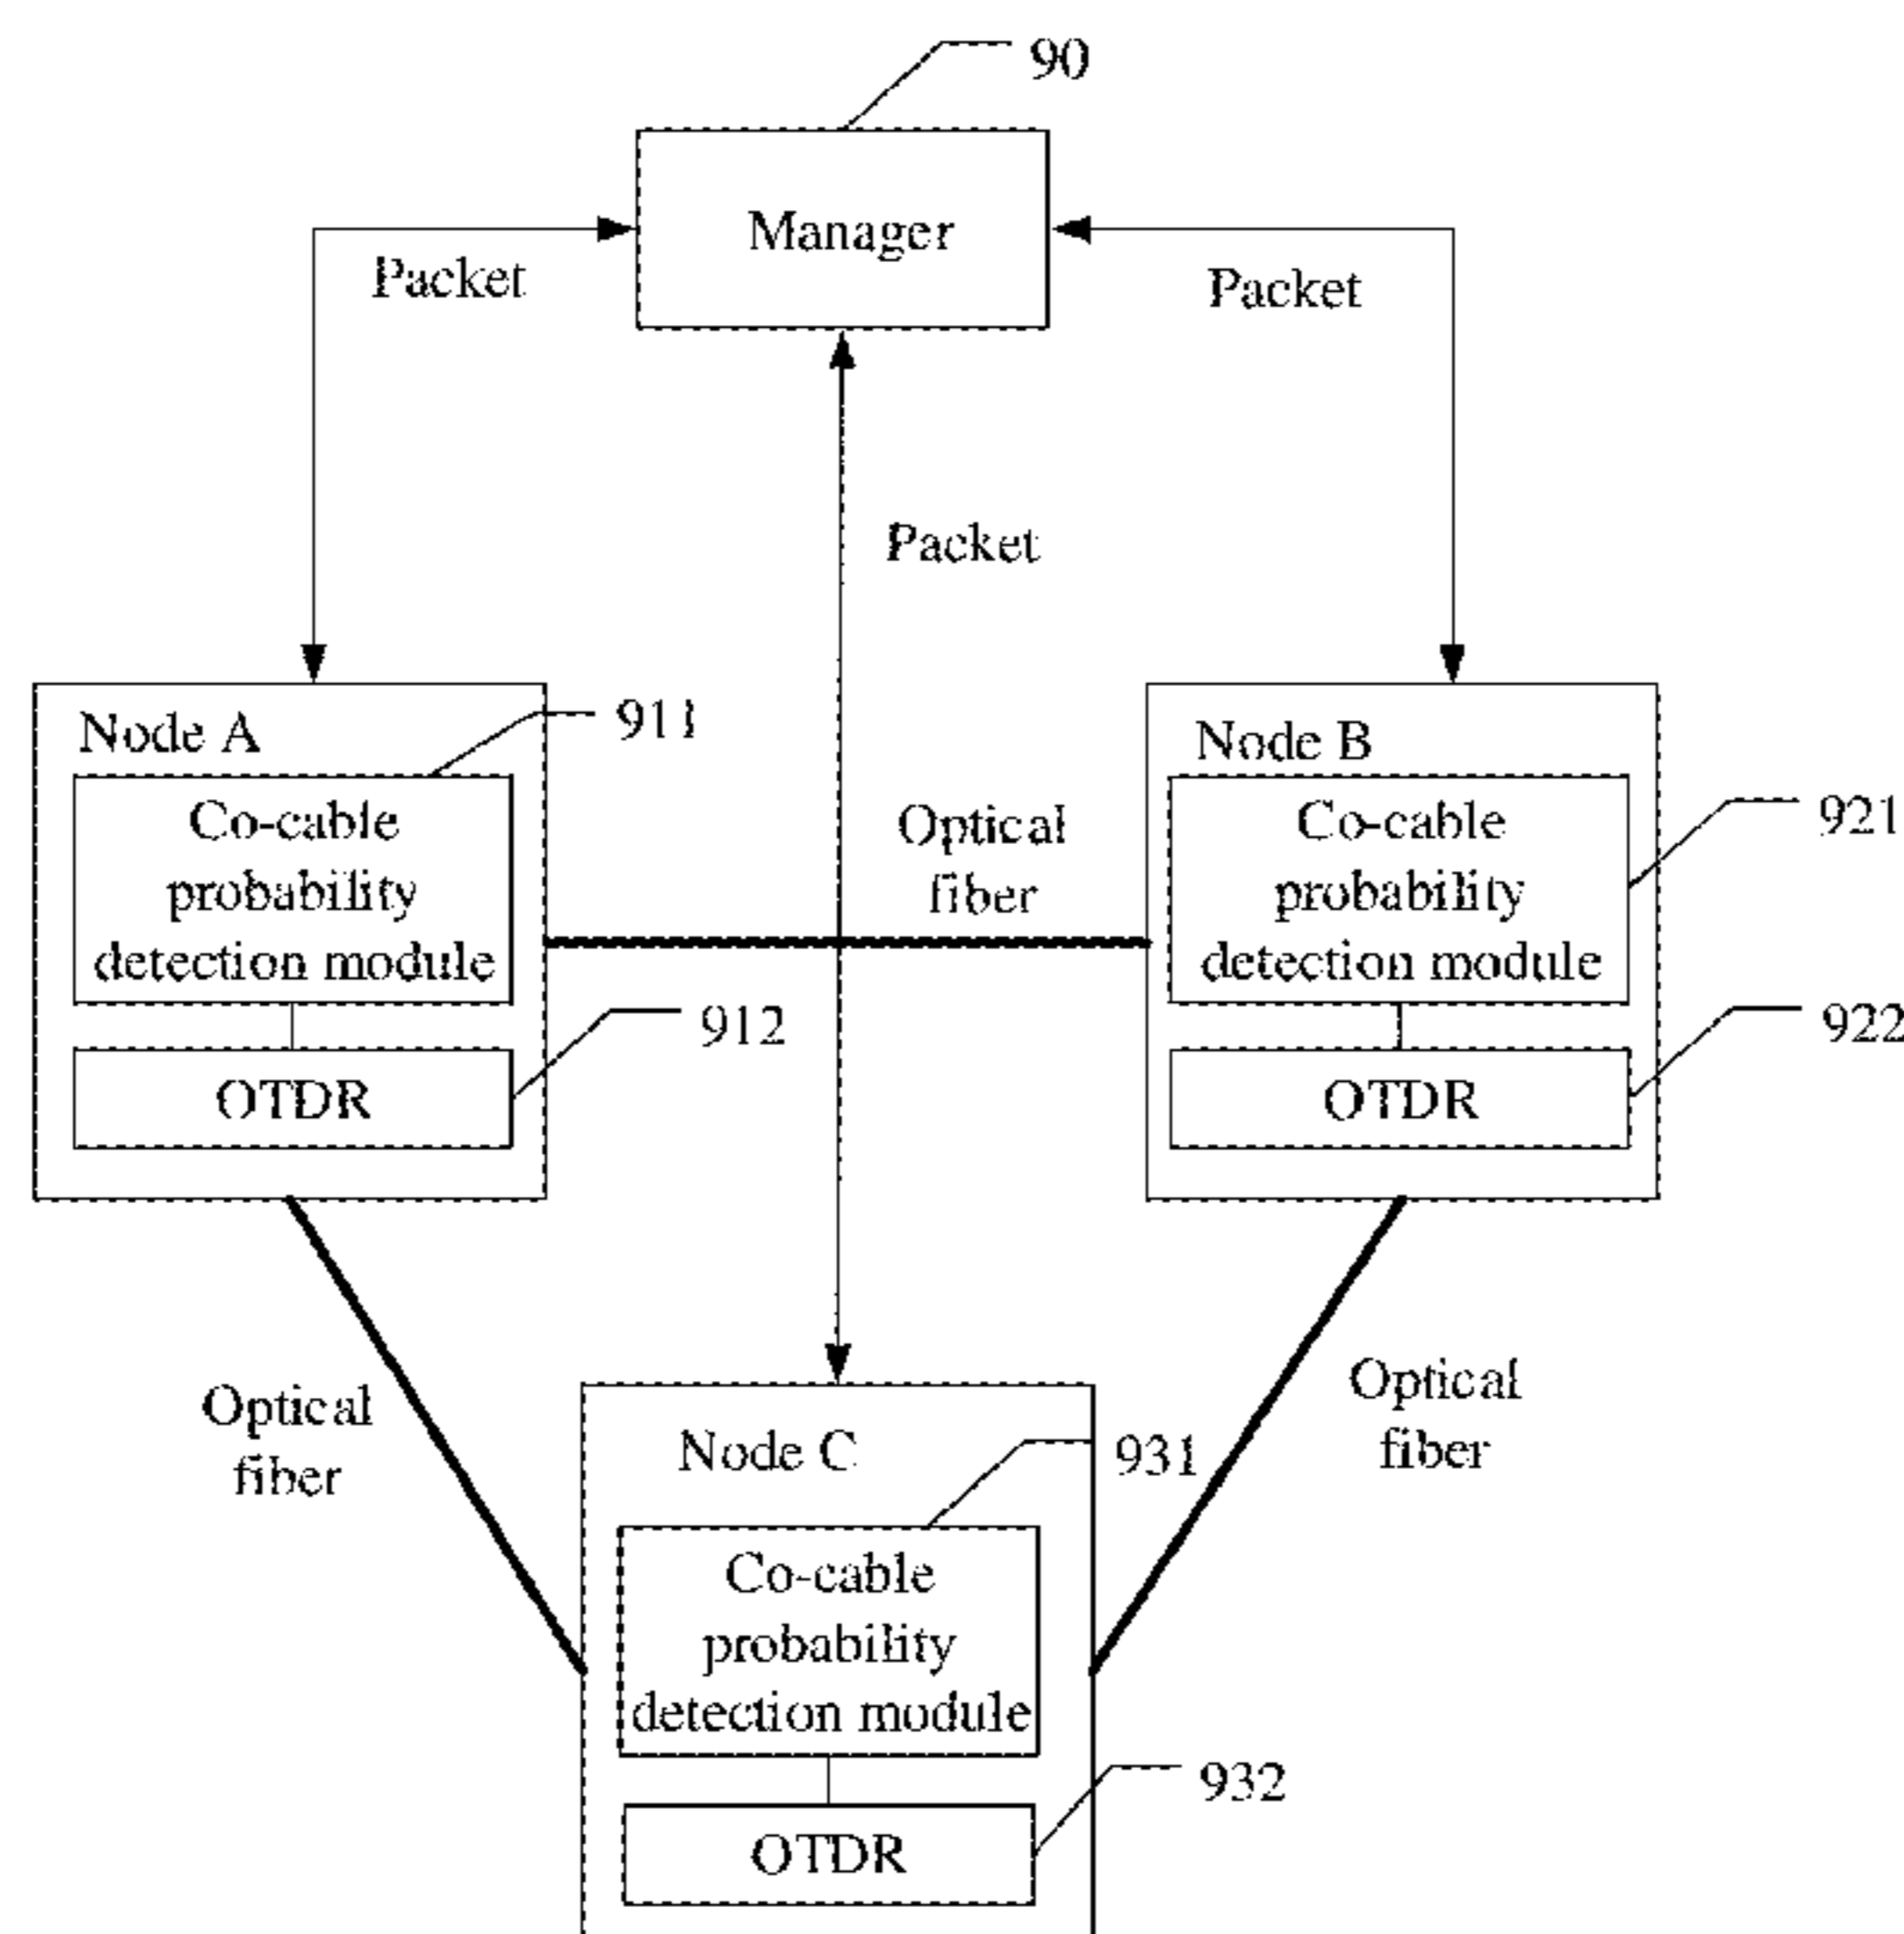 90
Manager
Packet
Packet
Packet
Node A
911
Co-cable
probability
detection module
912
OTDR
Optical
fiber
Node B
Co-cable
probability
detection module
921
OTDR
922
Optical
fiber
Optical
fiber
Node C
931
Co-cable
probability
detection module
932
OTDR